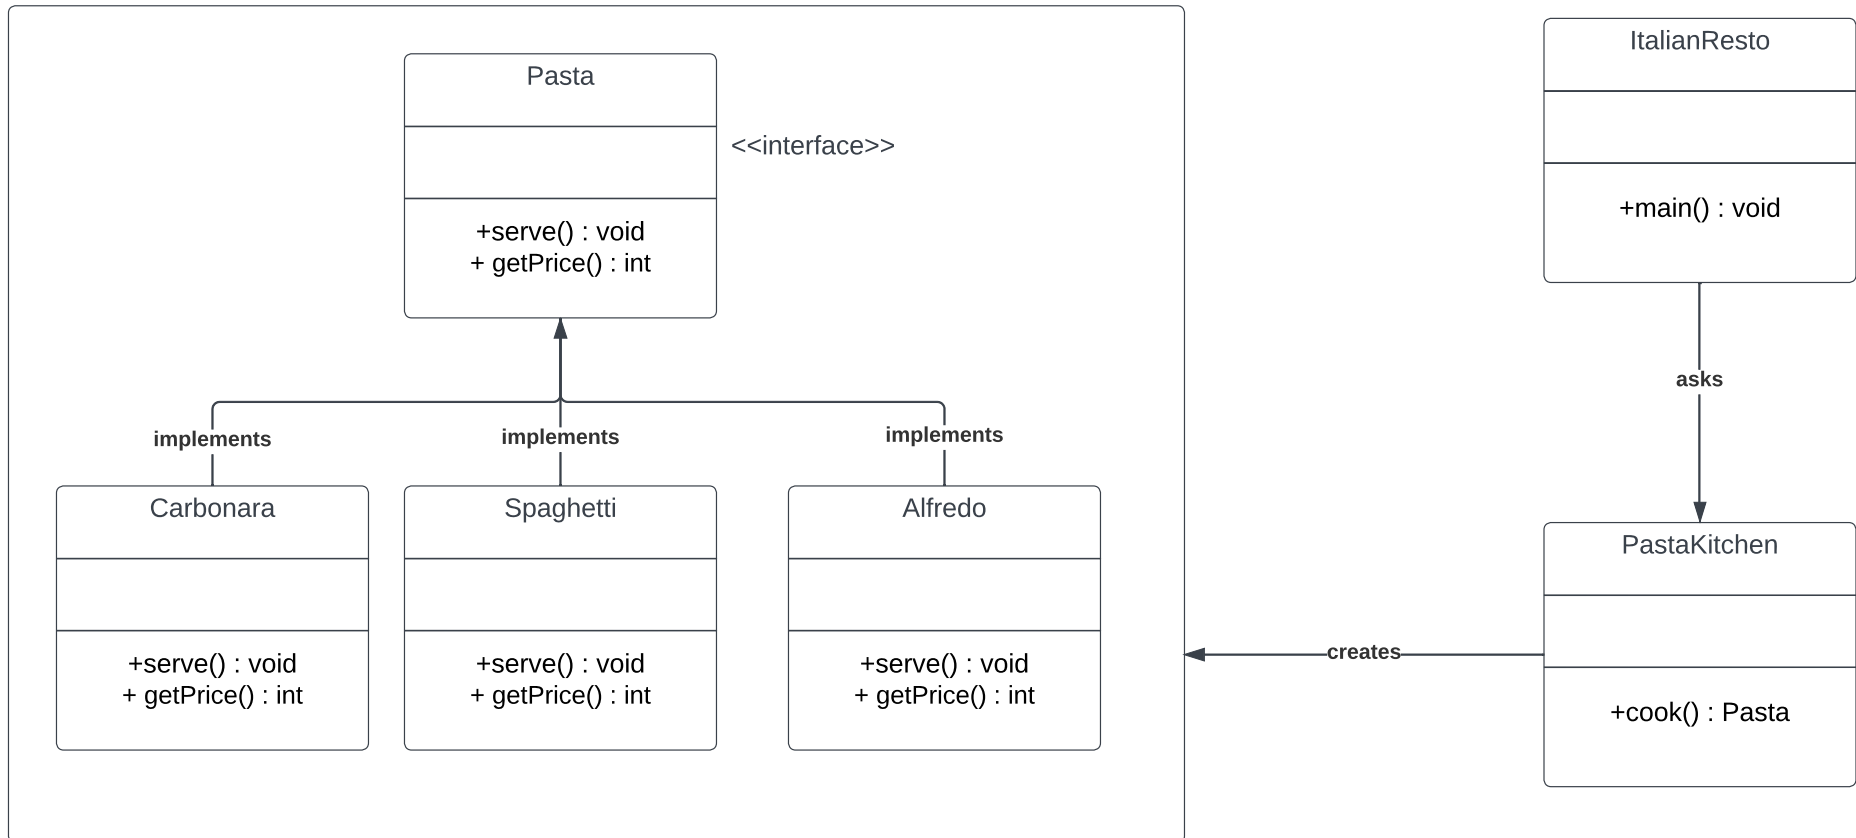 Pasta
<<interface>>
+serve() : void
+ getPrice() : int
implements
implements
implements
Carbonara
+serve() : void
+ getPrice() : int
Spaghetti
+serve() : void
+ getPrice() : int
Alfredo
+serve() : void
+ getPrice() : int
ItalianResto
+main() : void
asks
PastaKitchen
+cook() : Pasta
creates